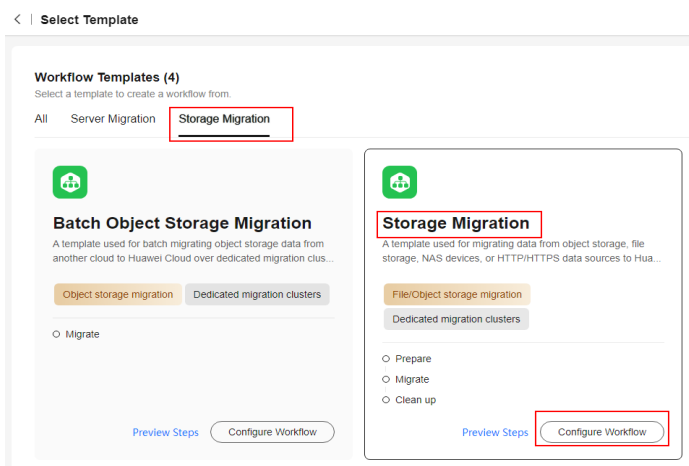 Select Template
Workflow Templates (4)
Select a template to create a workflow from.
All Server Migration Storage Migration
Batch Object Storage Migration
A template used for batch migrating object storage data from
another cloud to Huawei Cloud over dedicated migration clus...
Object storage migration Dedicated migration clusters
Migrate
Preview Steps Configure Workflow
Storage Migration
A template used for migrating data from object storage, file
storage, NAS devices, or HTTP/HTTPS data sources to Hua...
File/Object storage migration
Dedicated migration clusters
Prepare
Migrate
Clean up
Preview Steps Configure Workflow